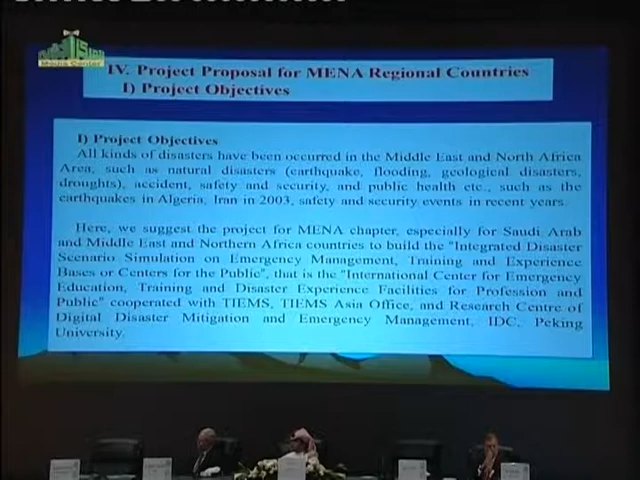 Media Center
IV. Project Proposal for MENA Regional Countries
I) Project Objectives
I) Project Objectives
All kinds of disasters have been occurred in the Middle East and North Africa
Area, such as natural disasters (earthquake, flooding, geological disasters,
droughts), accident, safety and security, and public health etc., such as the
earthquakes in Algeria, Iran in 2003, safety and security events in recent years.
Here, we suggest the project for MENA chapter, especially for Saudi Arab
and Middle East and Northern Africa countries to build the "Integrated Disaster
Scenario Simulation on Emergency Management, Training and Experience
Bases or Centers for the Public", that is the "International Center for Emergency
Education, Training and Disaster Experience Facilities for Profession and
Public" cooperated with TIEMS, TIEMS Asia Office, and Research Centre of
Digital Disaster Mitigation and Emergency Management, IDC, Peking
University.